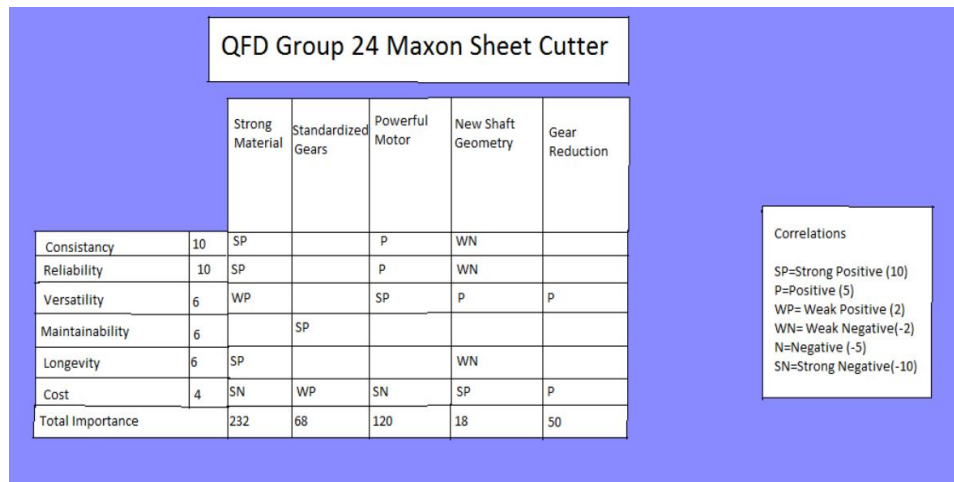 QFD Group 24 Maxon Sheet Cutter
Strong Material Standardized Gears Powerful Motor New Shaft Geometry Gear Reduction
Consistancy 10 SP P WN
Reliability 10 SP P WN
Versatility 6 WP SP P P
Maintainability 6 SP
Longevity 6 SP WN
Cost 4 SN WP SN SP P
Total Importance 232 68 120 18 50
Correlations
SP=Strong Positive (10)
P=Positive (5)
WP= Weak Positive (2)
WN= Weak Negative(-2)
N=Negative (-5)
SN=Strong Negative(-10)